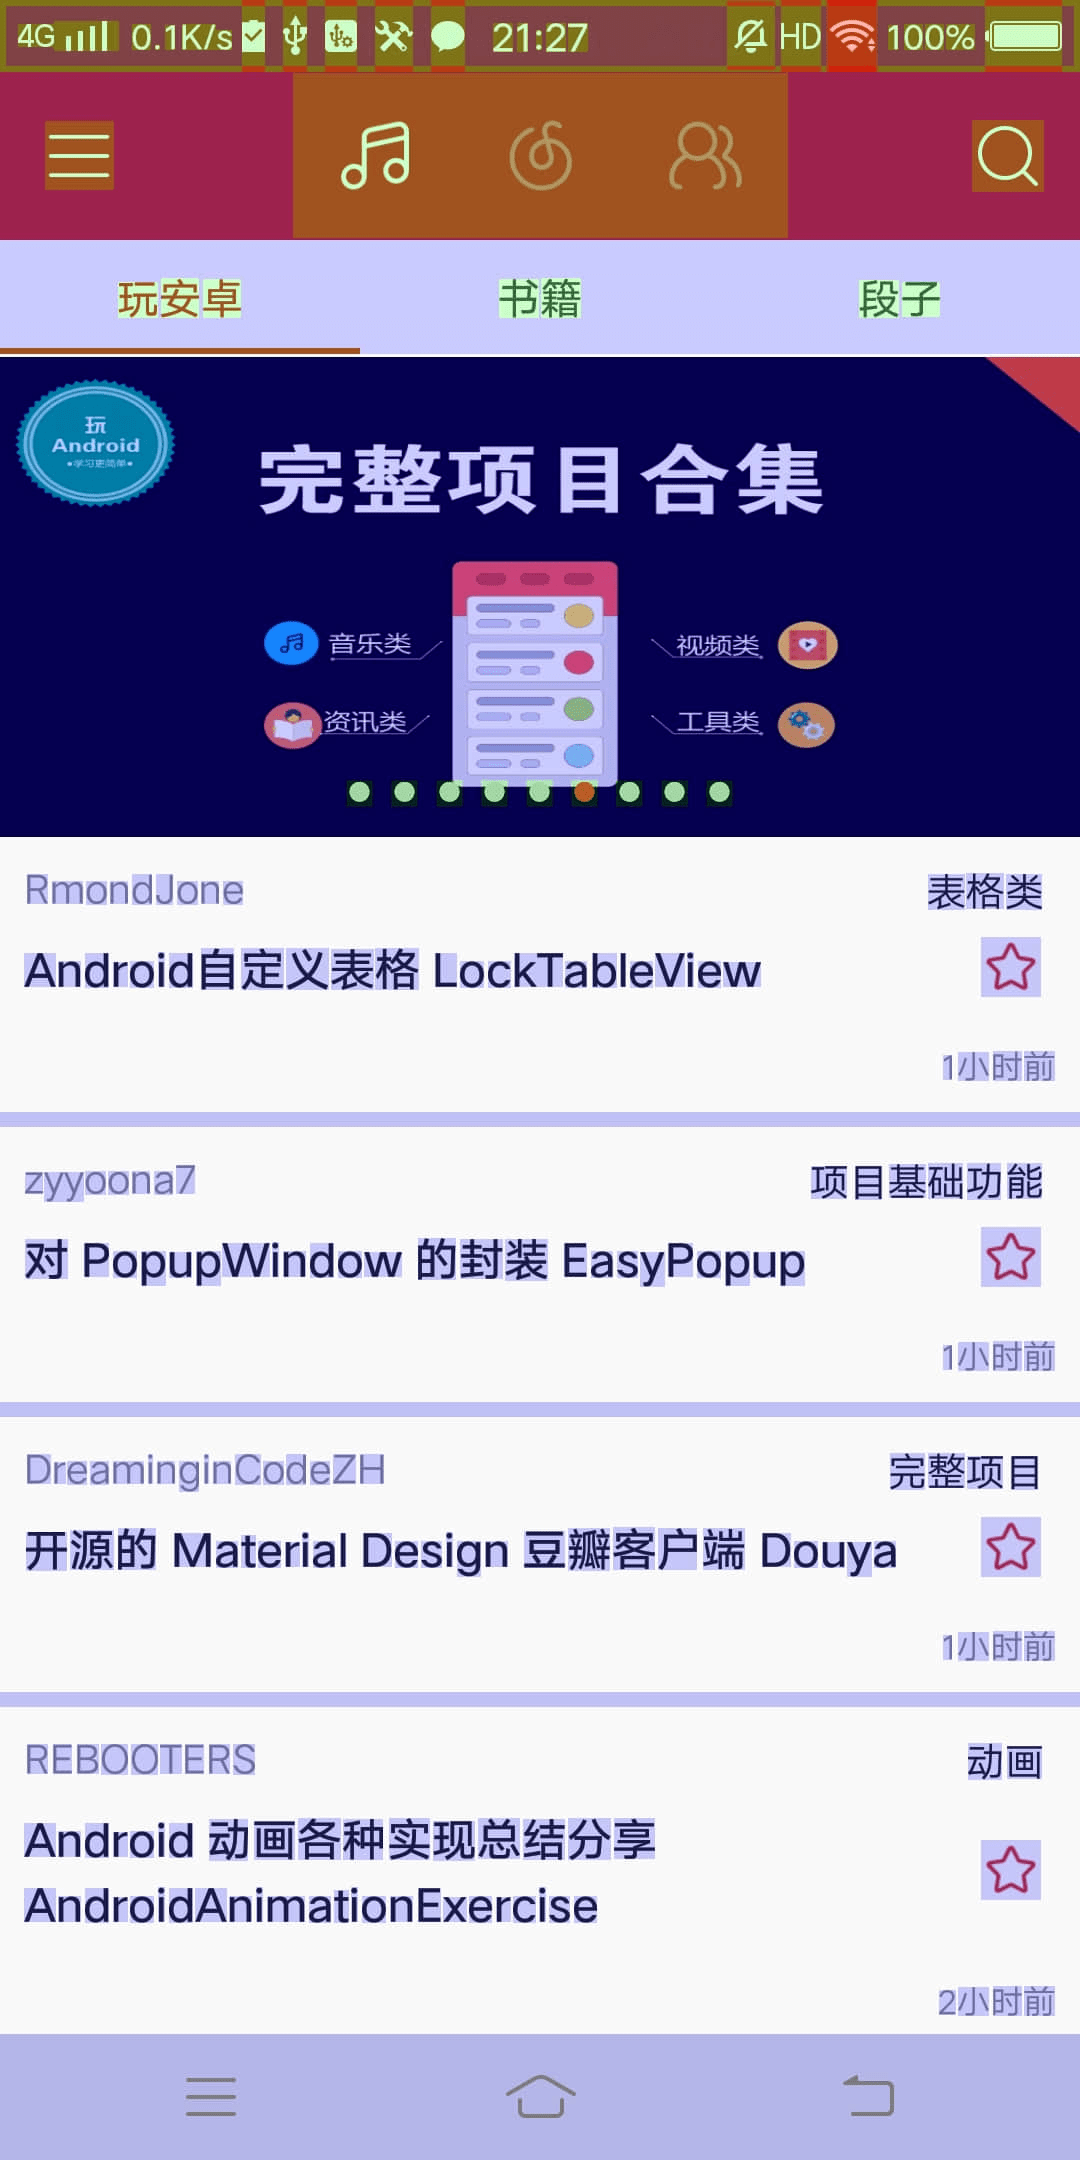 4G 0.1K/s 21:27 HD 100%
玩安卓 书籍 段子
玩
Android
•学习更简单•
完整项目合集
音乐类 视频类
资讯类 工具类
RmondJone 表格类
Android自定义表格 LockTableView
1小时前
zyyoona7 项目基础功能
对 PopupWindow 的封装 EasyPopup
1小时前
DreaminginCodeZH 完整项目
开源的 Material Design 豆瓣客户端 Douya
1小时前
REBOOTERS 动画
Android 动画各种实现总结分享
AndroidAnimationExercise
2小时前